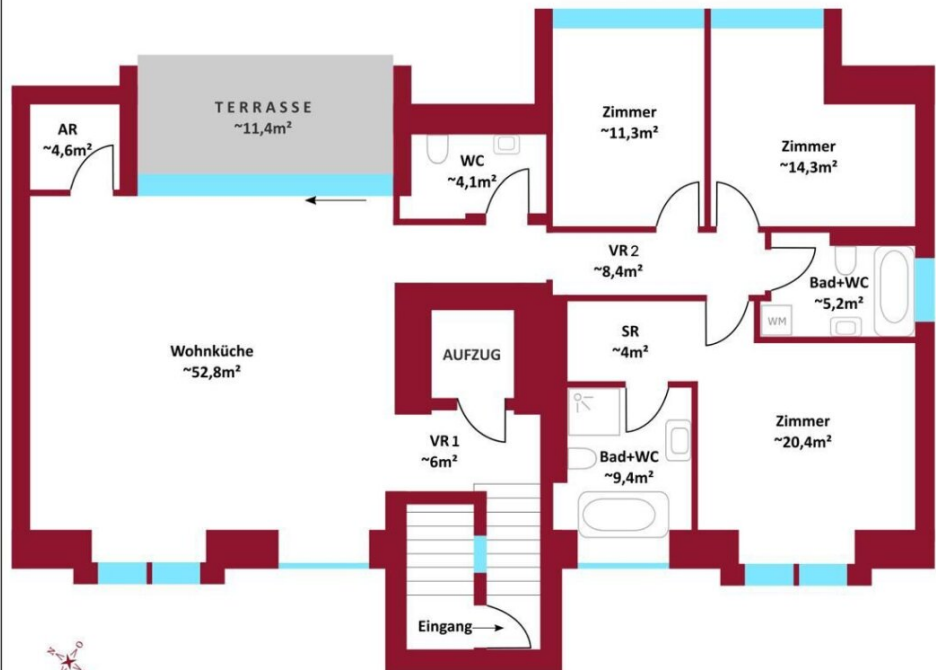 TERRASSE
~11,4m²
AR
~4,6m²
WC
~4,1m²
Zimmer
~11,3m²
Zimmer
~14,3m²
VR 2
~8,4m²
Bad+WC
~5,2m²
WM
SR
~4m²
Wohnküche
~52,8m²
AUFZUG
VR 1
~6m²
Bad+WC
~9,4m²
Zimmer
~20,4m²
Eingang
N
O